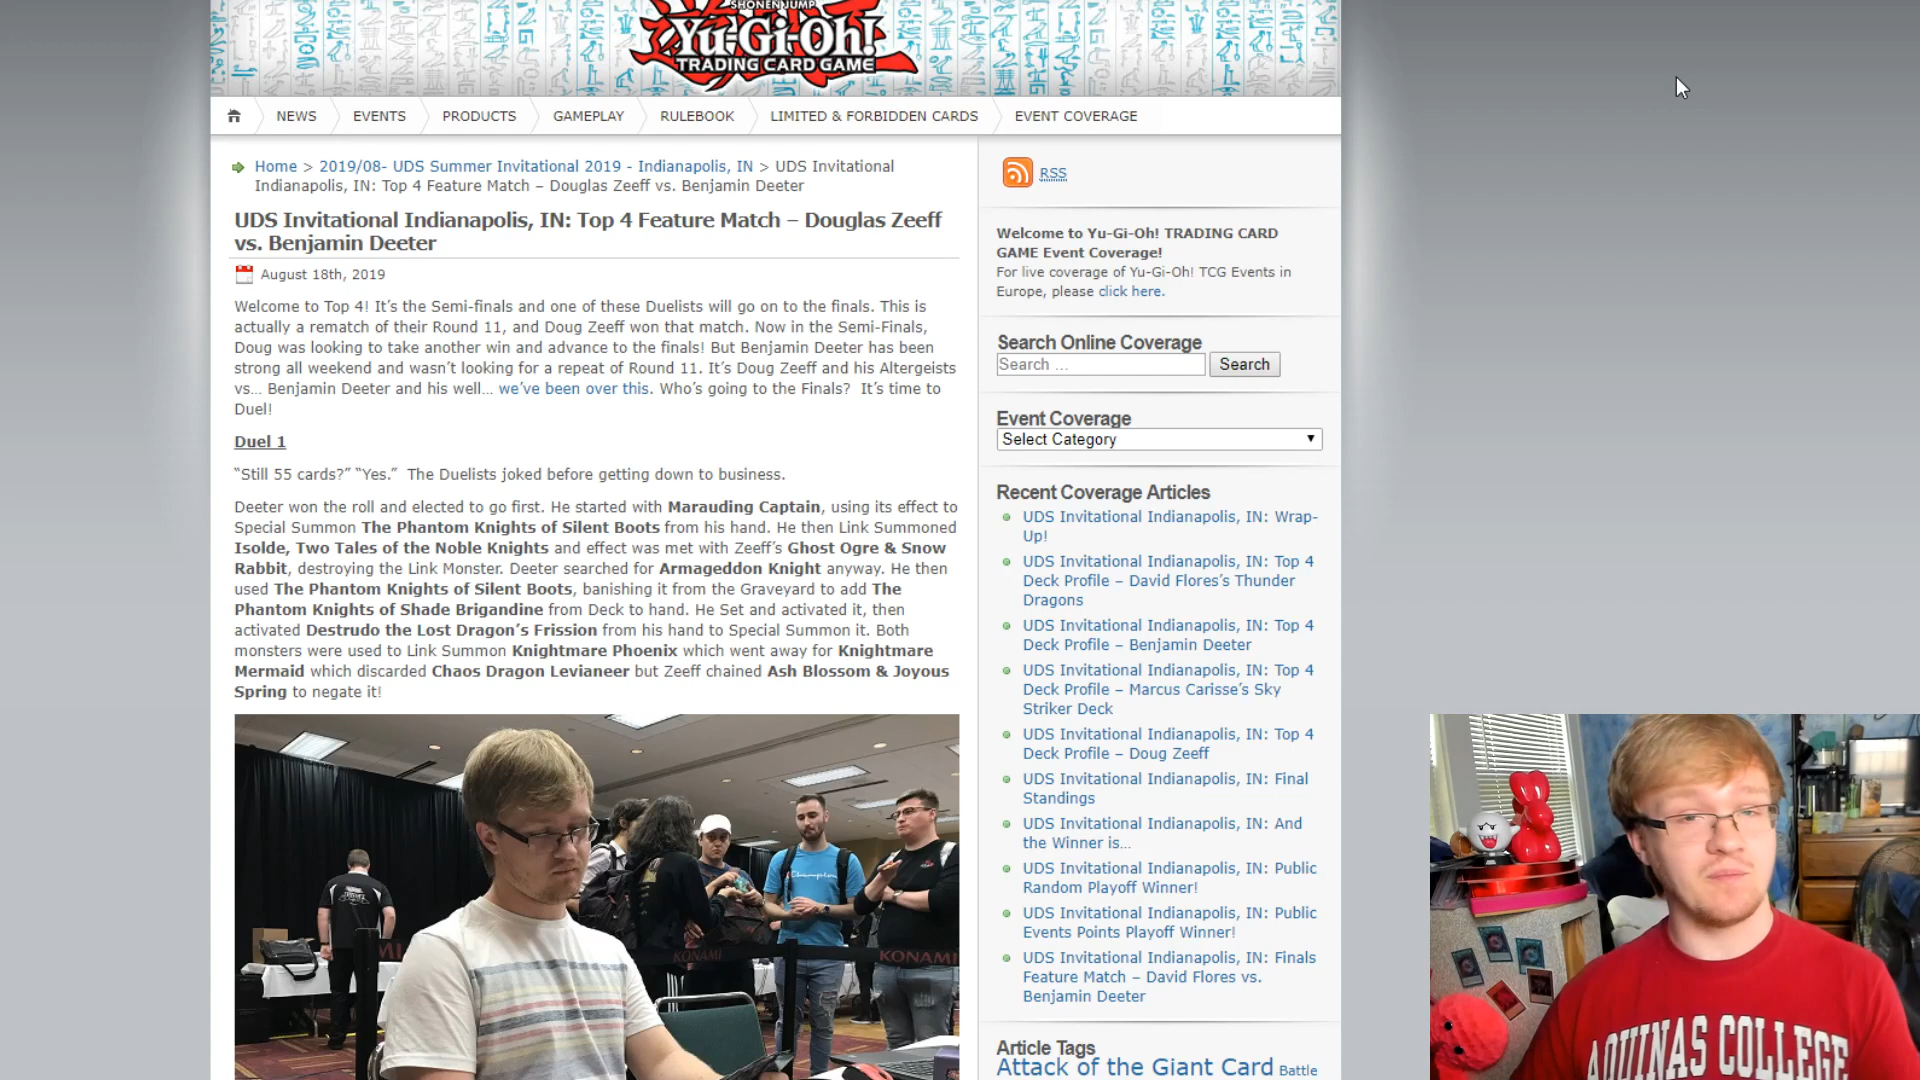 SHONEN JUMP
Yu-Gi-Oh!
TRADING CARD GAME
NEWS
EVENTS
PRODUCTS
GAMEPLAY
RULEBOOK
LIMITED & FORBIDDEN CARDS
EVENT COVERAGE
Home > 2019/08- UDS Summer Invitational 2019 - Indianapolis, IN > UDS Invitational
Indianapolis, IN: Top 4 Feature Match – Douglas Zeeff vs. Benjamin Deeter
UDS Invitational Indianapolis, IN: Top 4 Feature Match – Douglas Zeeff
vs. Benjamin Deeter
August 18th, 2019
Welcome to Top 4! It’s the Semi-finals and one of these Duelists will go on to the finals. This is
actually a rematch of their Round 11, and Doug Zeeff won that match. Now in the Semi-Finals,
Doug was looking to take another win and advance to the finals! But Benjamin Deeter has been
strong all weekend and wasn’t looking for a repeat of Round 11. It’s Doug Zeeff and his Altergeists
vs… Benjamin Deeter and his well… we’ve been over this. Who’s going to the Finals?  It’s time to
Duel!
Duel 1
“Still 55 cards?” “Yes.”  The Duelists joked before getting down to business.
Deeter won the roll and elected to go first. He started with Marauding Captain, using its effect to
Special Summon The Phantom Knights of Silent Boots from his hand. He then Link Summoned
Isolde, Two Tales of the Noble Knights and effect was met with Zeeff’s Ghost Ogre & Snow
Rabbit, destroying the Link Monster. Deeter searched for Armageddon Knight anyway. He then
used The Phantom Knights of Silent Boots, banishing it from the Graveyard to add The
Phantom Knights of Shade Brigandine from Deck to hand. He Set and activated it, then
activated Destrudo the Lost Dragon’s Frission from his hand to Special Summon it. Both
monsters were used to Link Summon Knightmare Phoenix which went away for Knightmare
Mermaid which discarded Chaos Dragon Levianeer but Zeeff chained Ash Blossom & Joyous
Spring to negate it!
Champion
KONAMI
KONAMI
RSS
Welcome to Yu-Gi-Oh! TRADING CARD
GAME Event Coverage!
For live coverage of Yu-Gi-Oh! TCG Events in
Europe, please click here.
Search Online Coverage
Search …
Search
Event Coverage
Select Category
Recent Coverage Articles
UDS Invitational Indianapolis, IN: Wrap-
Up!
UDS Invitational Indianapolis, IN: Top 4
Deck Profile – David Flores’s Thunder
Dragons
UDS Invitational Indianapolis, IN: Top 4
Deck Profile – Benjamin Deeter
UDS Invitational Indianapolis, IN: Top 4
Deck Profile – Marcus Carisse’s Sky
Striker Deck
UDS Invitational Indianapolis, IN: Top 4
Deck Profile – Doug Zeeff
UDS Invitational Indianapolis, IN: Final
Standings
UDS Invitational Indianapolis, IN: And
the Winner is…
UDS Invitational Indianapolis, IN: Public
Random Playoff Winner!
UDS Invitational Indianapolis, IN: Public
Events Points Playoff Winner!
UDS Invitational Indianapolis, IN: Finals
Feature Match – David Flores vs.
Benjamin Deeter
Article Tags
Attack of the Giant Card Battle
AQUINAS COLLEGE